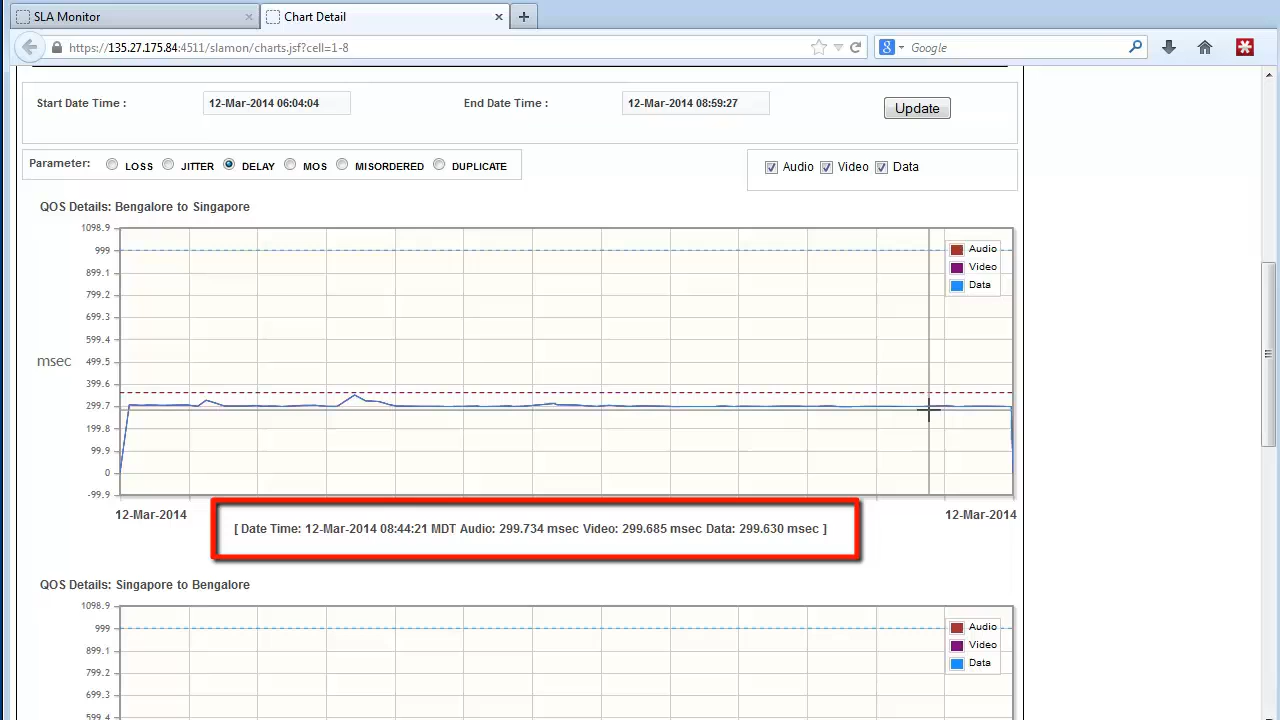 SLA Monitor
Chart Detail
https://135.27.175.84:4511/slamon/charts.jsf?cell=1-8
Google
Start Date Time :
12-Mar-2014 06:04:04
End Date Time :
12-Mar-2014 08:59:27
Update
Parameter:
LOSS
JITTER
DELAY
MOS
MISORDERED
DUPLICATE
Audio
Video
Data
QOS Details: Bengalore to Singapore
1098.9
999
899.1
799.2
699.3
599.4
499.5
399.6
299.7
199.8
99.9
0
-99.9
msec
Audio
Video
Data
12-Mar-2014
12-Mar-2014
[ Date Time: 12-Mar-2014 08:44:21 MDT Audio: 299.734 msec Video: 299.685 msec Data: 299.630 msec ]
QOS Details: Singapore to Bengalore
1098.9
999
899.1
799.2
699.3
599.4
Audio
Video
Data